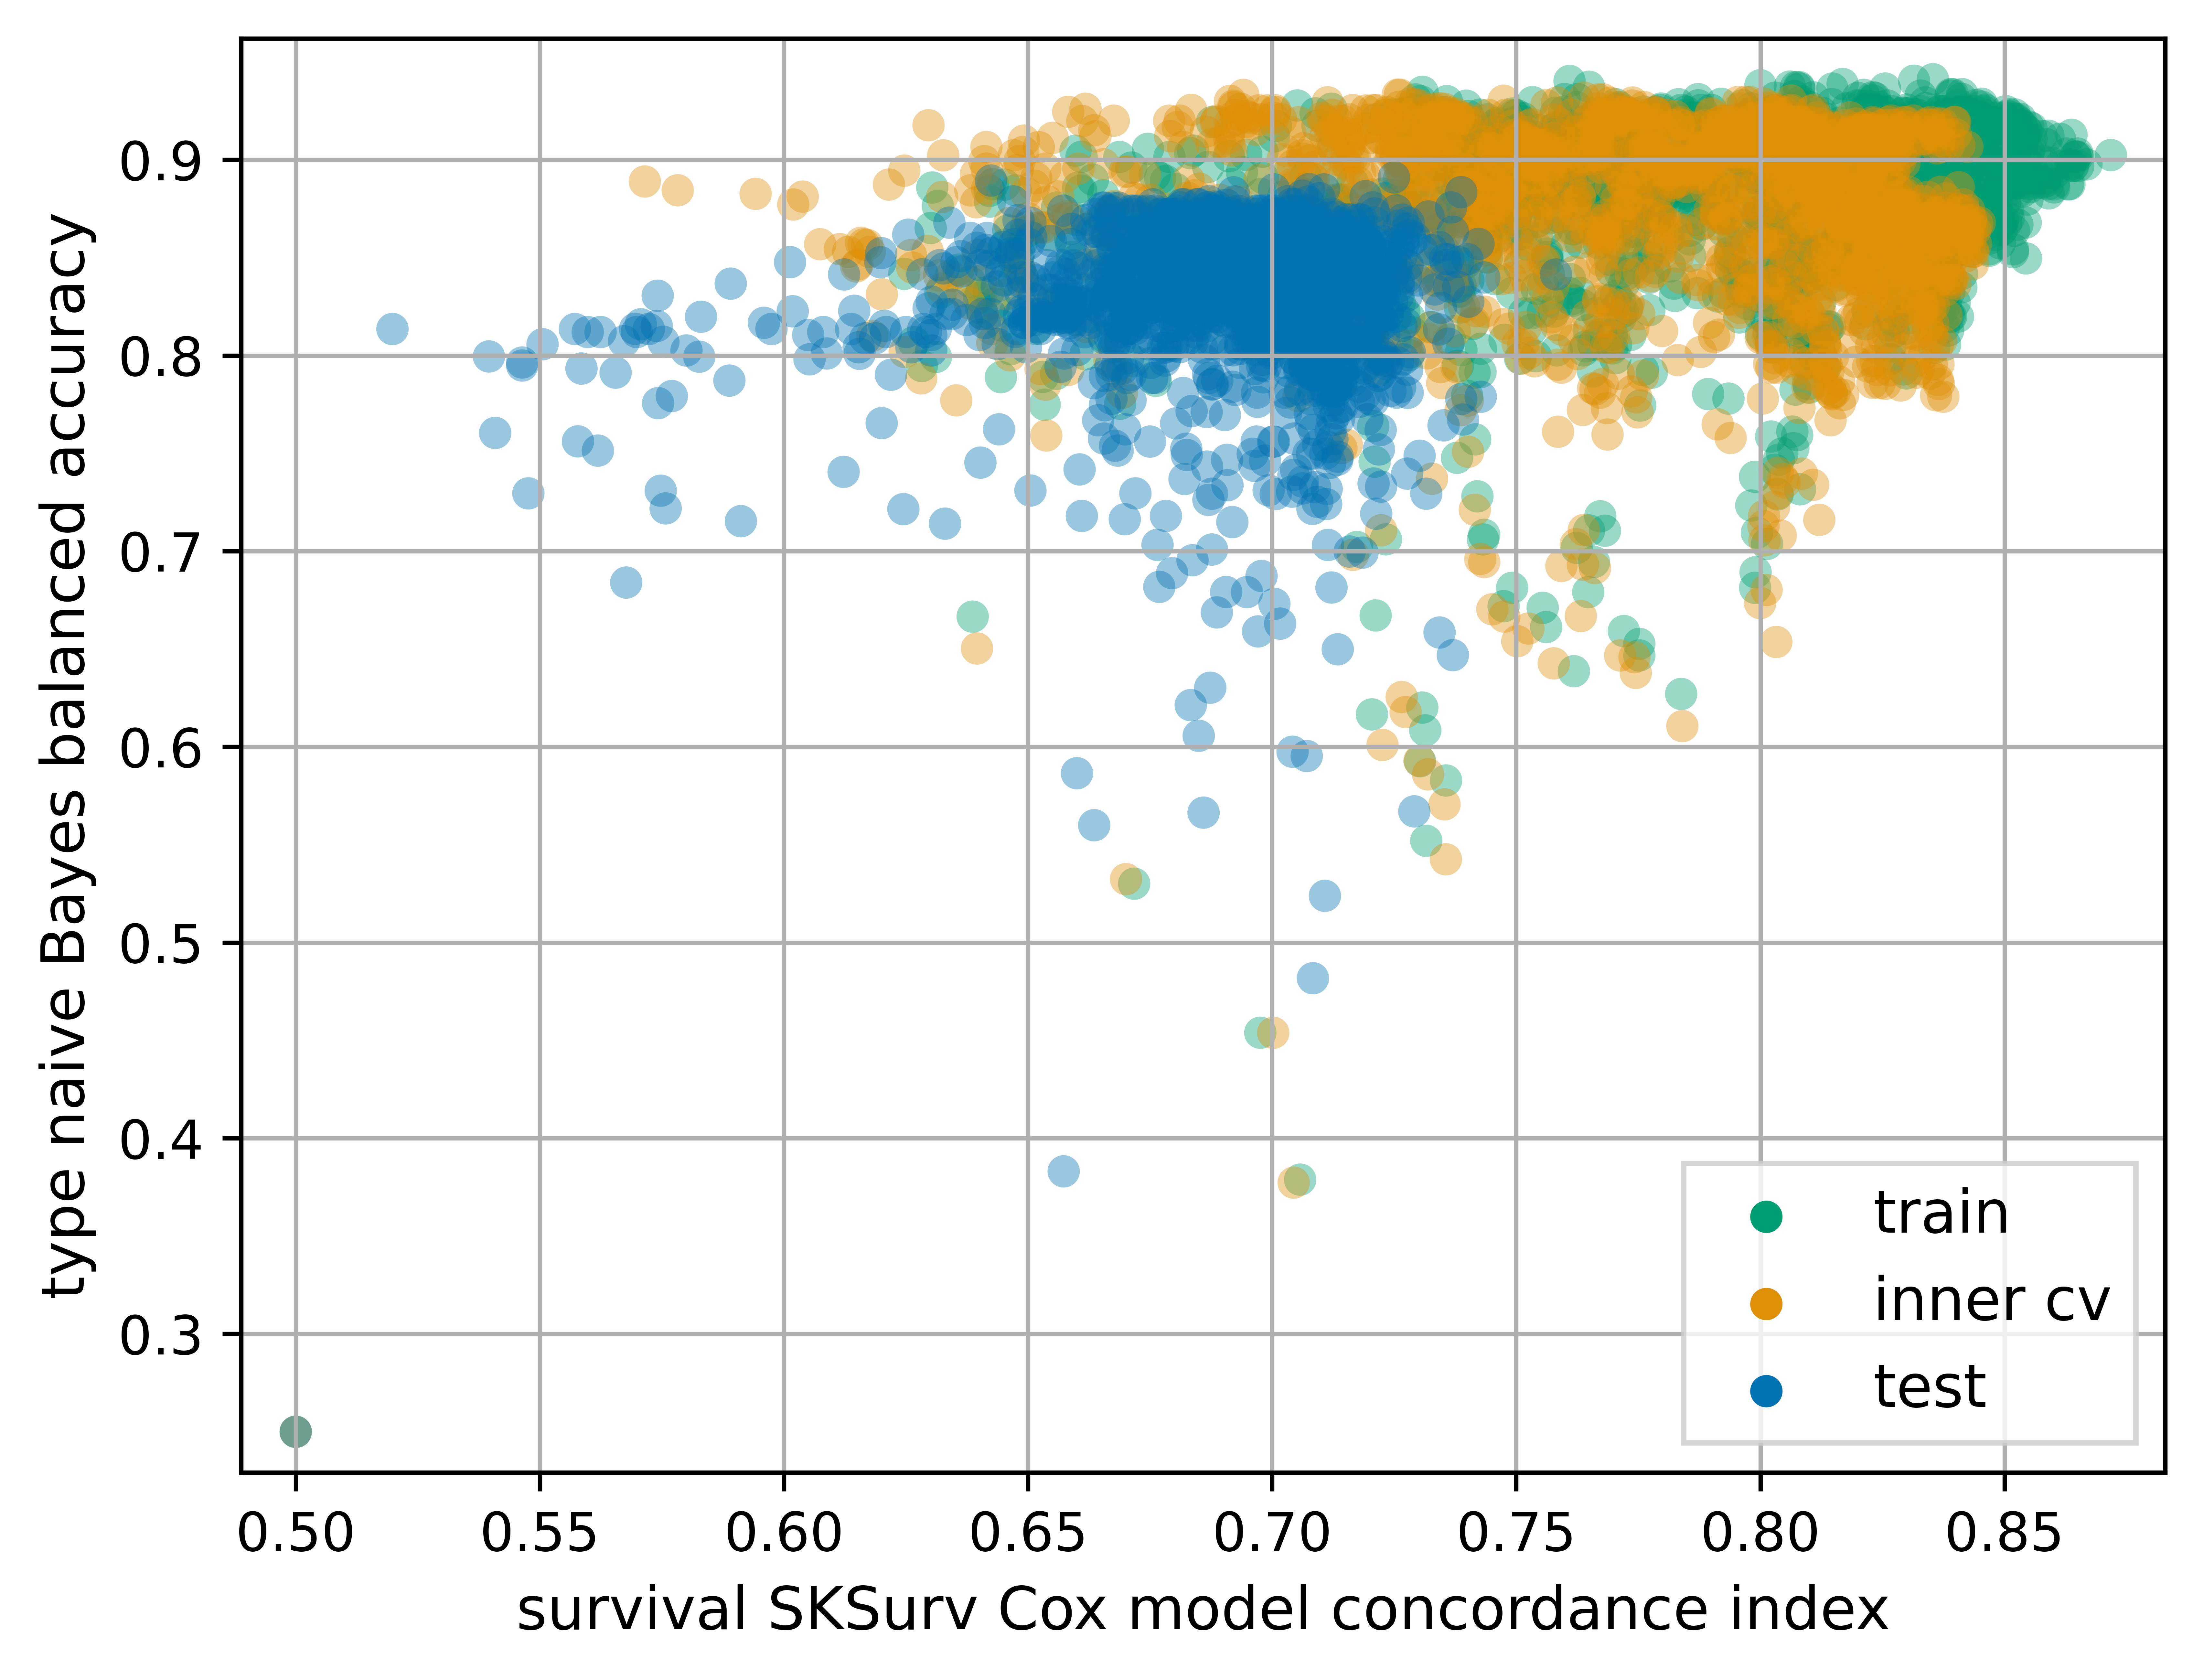 type naive Bayes balanced accuracy
0.9
0.8
0.7
0.6
0.5
0.4
0.3
train
inner cv
test
0.50 0.55 0.60 0.65 0.70 0.75 0.80 0.85
survival SKSurv Cox model concordance index